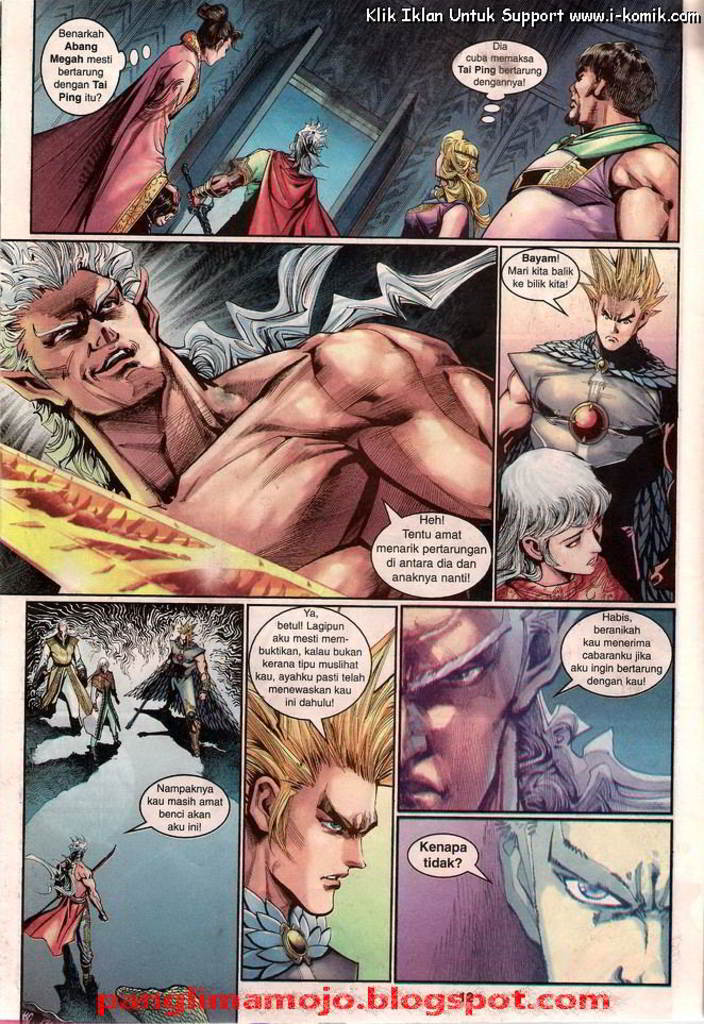 Klik Iklan Untuk Support www.i-komik.com
Benarkah
Abang
Megah mesti
bertarung
dengan Tai
Ping itu?
Dia
cuba memaksa
Tai Ping bertarung
dengannya!
Heh!
Tentu amat
menarik pertarungan
di antara dia dan
anaknya nanti!
Bayam!
Mari kita balik
ke bilik kita!
Nampaknya
kau masih amat
benci akan
aku ini!
Ya,
betul! Lagipun
aku mesti mem-
buktikan, kalau bukan
kerana tipu muslihat
kau, ayahku pasti telah
menewaskan kau
ini dahulu!
Habis,
beranikah
kau menerima
cabaranku jika
aku ingin bertarung
dengan kau!
Kenapa
tidak?
12
panglimamojo.blogspot.com